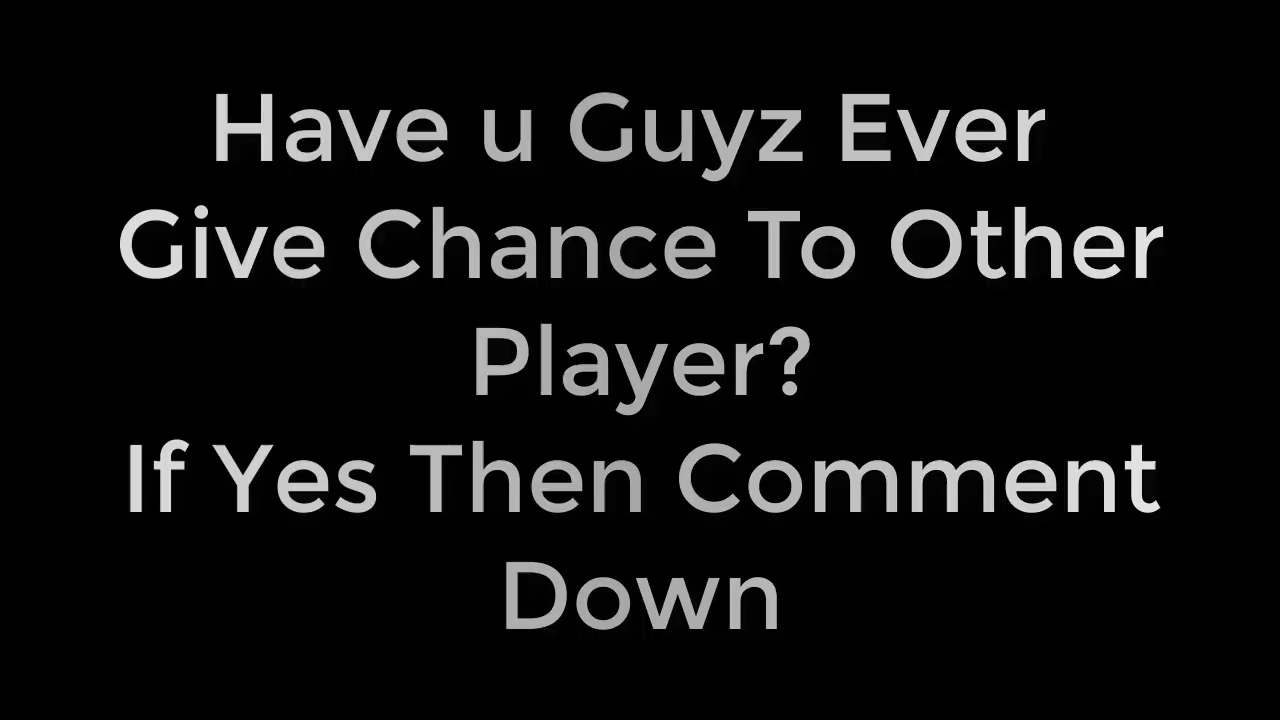 Have u Guyz Ever
Give Chance To Other
Player?
If Yes Then Comment
Down